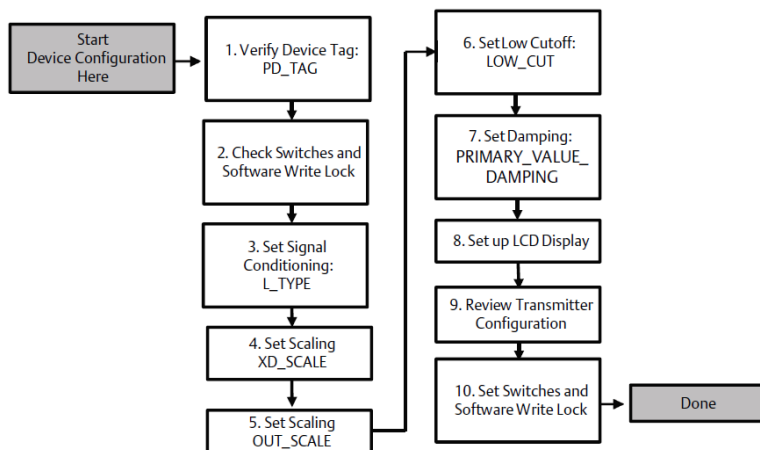 Start
Device Configuration
Here
1. Verify Device Tag:
PD_TAG
2. Check Switches and
Software Write Lock
3. Set Signal
Conditioning:
L_TYPE
4. Set Scaling
XD_SCALE
5. Set Scaling
OUT_SCALE
6. Set Low Cutoff:
LOW_CUT
7. Set Damping:
PRIMARY_VALUE_
DAMPING
8. Set up LCD Display
9. Review Transmitter
Configuration
10. Set Switches and
Software Write Lock
Done